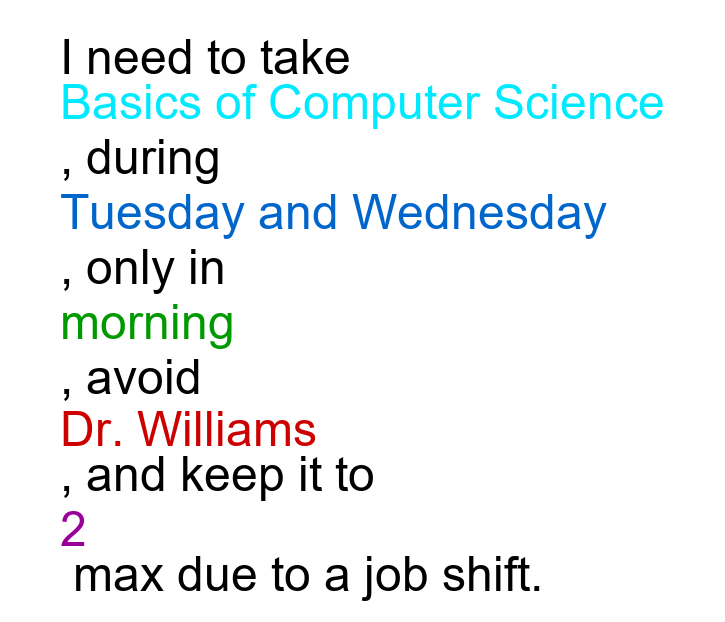 I need to take
Basics of Computer Science
, during
Tuesday and Wednesday
, only in
morning
, avoid
Dr. Williams
, and keep it to
2
max due to a job shift.